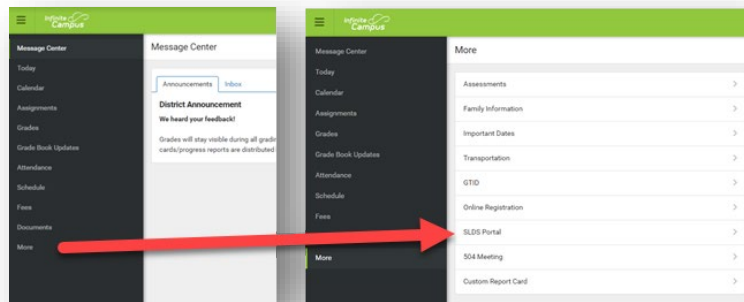 Infinite
Campus
Message Center
Today
Calendar
Assignments
Grades
Grade Book Updates
Attendance
Schedule
Fees
Documents
More
Message Center
Announcements Inbox
District Announcement
We heard your feedback!
Grades will stay visible during all gradin
cards/progress reports are distributed
Infinite
Campus
Message Center
Today
Calendar
Assignments
Grades
Grade Book Updates
Attendance
Schedule
Fees
More
More
Assessments
Family Information
Important Dates
Transportation
GTID
Online Registration
SLDS Portal
504 Meeting
Custom Report Card